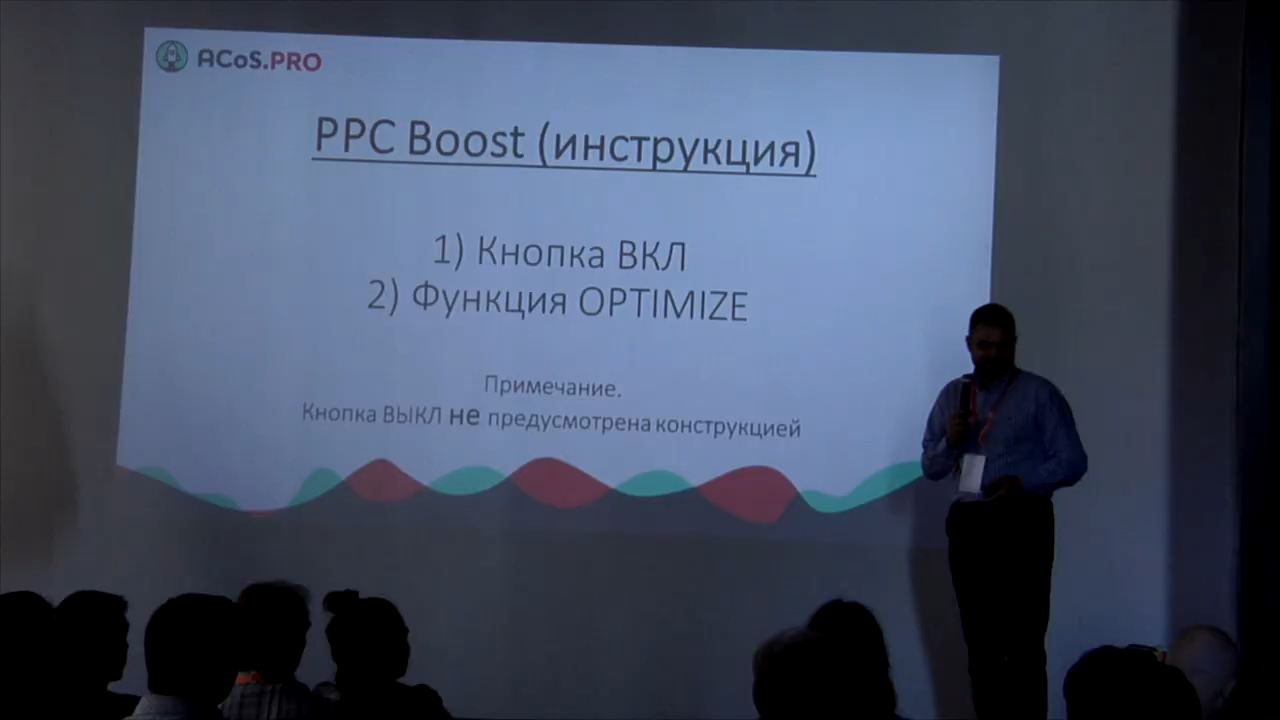 ACoS.PRO
PPC Boost (инструкция)
1) Кнопка ВКЛ
2) Функция OPTIMIZE
Примечание.
Кнопка ВЫКЛ не предусмотрена конструкцией